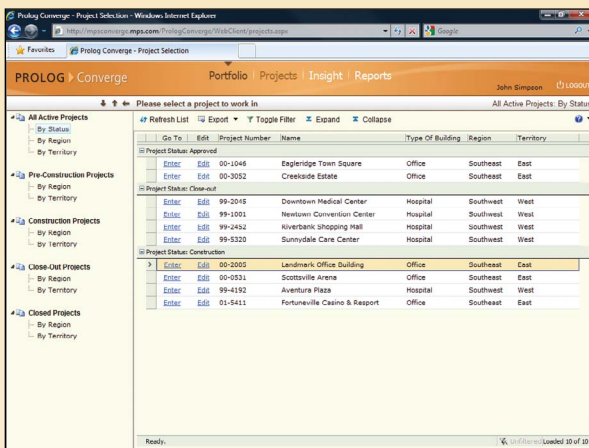 Prolog Converge - Project Selection - Windows Internet Explorer
http://mpsconverge.mps.com/PrologConverge/WebClient/projects.aspx
Google
Favorites Prolog Converge - Project Selection
PROLOG Converge
Portfolio | Projects | Insight | Reports
John Simpson LOGOUT
Please select a project to work in
All Active Projects: By Status
Refresh List Export Toggle Filter Expand Collapse
Go To Edit Project Number Name Type Of Building Region Territory
Project Status: Approved
Enter Edit 00-1046 Eagleridge Town Square Office Southeast East
Enter Edit 00-3052 Creekside Estate Office Southeast East
Project Status: Close-out
Enter Edit 99-2045 Downtown Medical Center Hospital Southwest West
Enter Edit 99-1001 Newtown Convention Center Hospital Southwest West
Enter Edit 99-2452 Riverbank Shopping Mall Hospital Southwest West
Enter Edit 99-5320 Sunnydale Care Center Hospital Southwest West
Project Status: Construction
Enter Edit 00-2005 Landmark Office Building Office Southeast East
Enter Edit 00-0531 Scottsville Arena Office Southeast East
Enter Edit 99-4192 Aventura Plaza Hospital Southwest West
Enter Edit 01-5411 Fortuneville Casino & Resport Office Southeast East
All Active Projects
By Status
By Region
By Territory
Pre-Construction Projects
By Region
By Territory
Construction Projects
By Region
By Territory
Close-Out Projects
By Region
By Territory
Closed Projects
By Region
By Territory
Ready.
Unfiltered Loaded 10 of 10